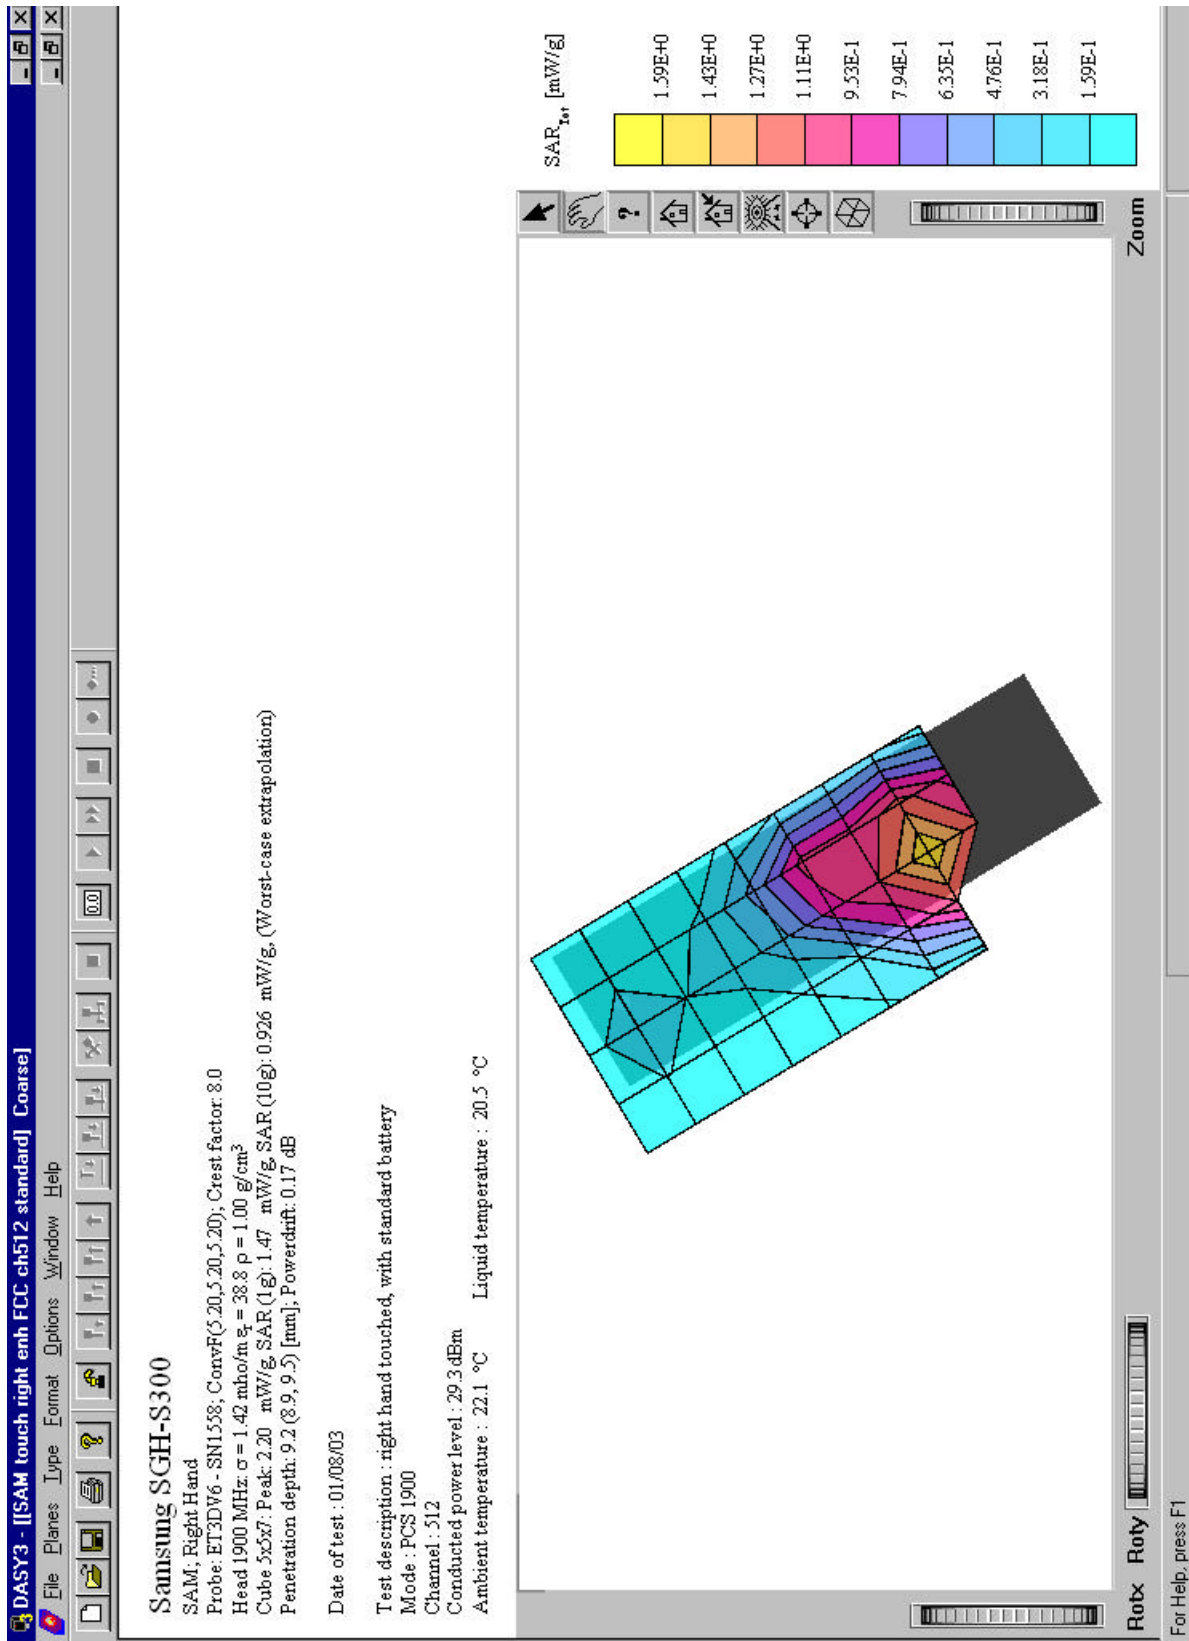 DASY3 - [[SAM touch right enh FCC ch512 standard] Coarse]
File Planes Type Format Options Window Help
0.0
Samsung SGH-S300
SAM; Right Hand
Probe: ET3DV6 - SN1558; ConvF(5.20,5.20,5.20); Crest factor: 8.0
Head 1900 MHz: σ = 1.42 mho/m εr = 38.8 ρ = 1.00 g/cm³
Cube 5x5x7: Peak: 2.20 mW/g, SAR (1g): 1.47 mW/g, SAR (10g): 0.926 mW/g, (Worst-case extrapolation)
Penetration depth: 9.2 (8.9, 9.5) [mm]; Powerdrift: 0.17 dB
Date of test : 01/08/03
Test description : right hand touched, with standard battery
Mode : PCS 1900
Channel : 512
Conducted power level : 29.3 dBm
Ambient temperature : 22.1 °C Liquid temperature : 20.5 °C
SAR Tot [mW/g]
1.59E+0
1.43E+0
1.27E+0
1.11E+0
9.53E-1
7.94E-1
6.35E-1
4.76E-1
3.18E-1
1.59E-1
Rotx Roty Zoom
For Help, press F1